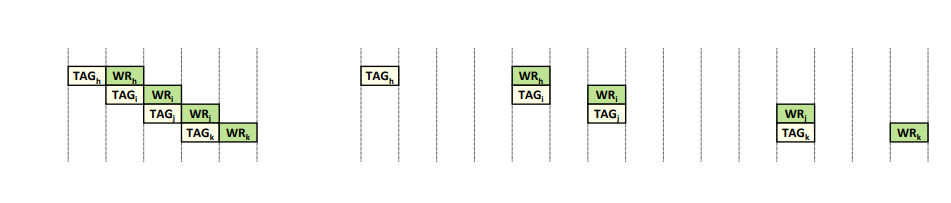 TAGh WRh TAGh WRh
TAGi WRi TAGi WRi
TAGj WRj TAGj WRj
TAGk WRk TAGk WRk